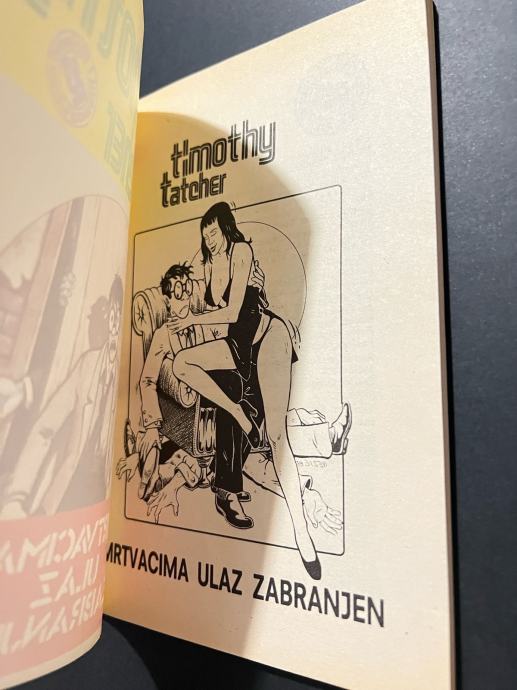 timothy
tatcher
MRTVACIMA ULAZ ZABRANJEN